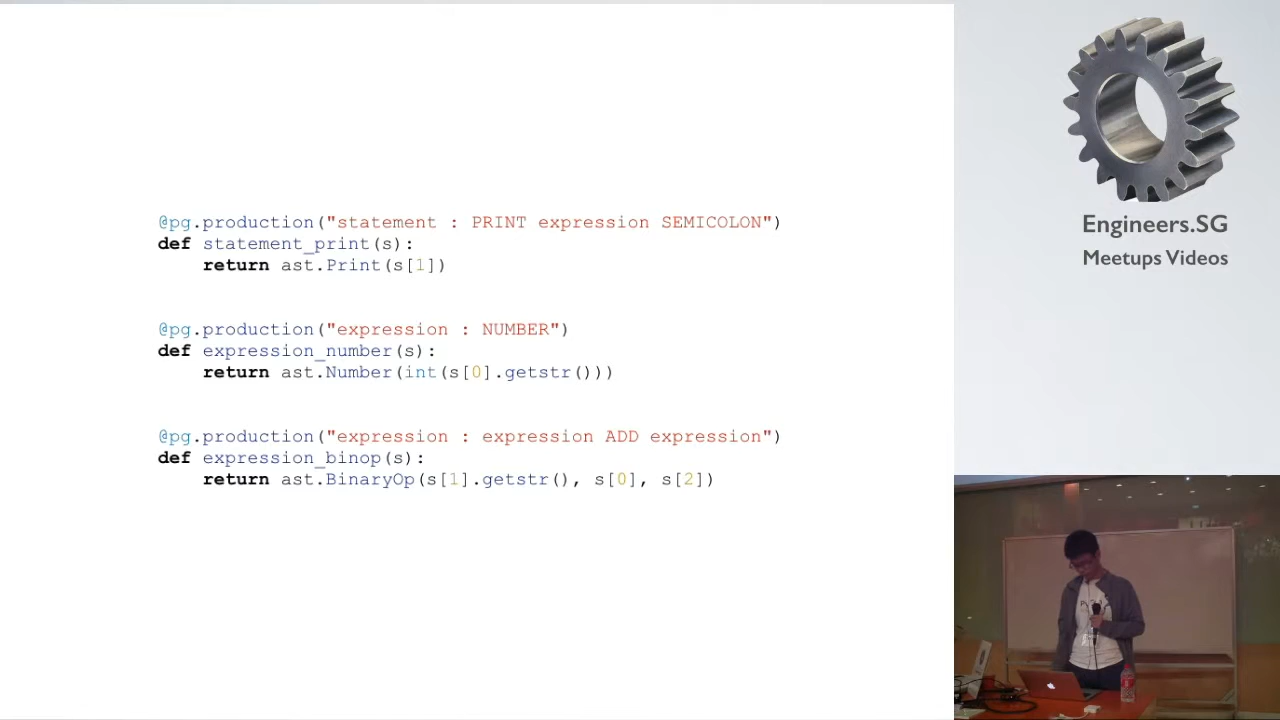 @pg.production("statement : PRINT expression SEMICOLON")
def statement_print(s):
    return ast.Print(s[1])
@pg.production("expression : NUMBER")
def expression_number(s):
    return ast.Number(int(s[0].getstr()))
@pg.production("expression : expression ADD expression")
def expression_binop(s):
    return ast.BinaryOp(s[1].getstr(), s[0], s[2])
Engineers.SG
Meetups Videos